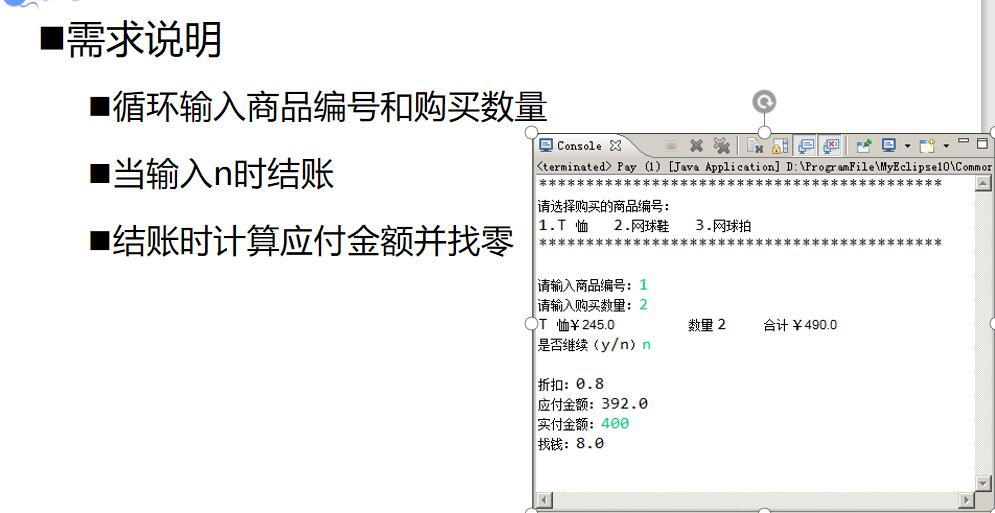 ■需求说明
■循环输入商品编号和购买数量
■当输入n时结账
■结账时计算应付金额并找零
Console
<terminated> Pay (1) [Java Application] D:\ProgramFile\MyEclipse10\Common
*******************************************
请选择购买的商品编号：
1.T 恤 2.网球鞋 3.网球拍
*******************************************
请输入商品编号：1
请输入购买数量：2
T 恤￥245.0 数量 2 合计 ￥490.0
是否继续（y/n）n
折扣：0.8
应付金额：392.0
实付金额：400
找钱：8.0